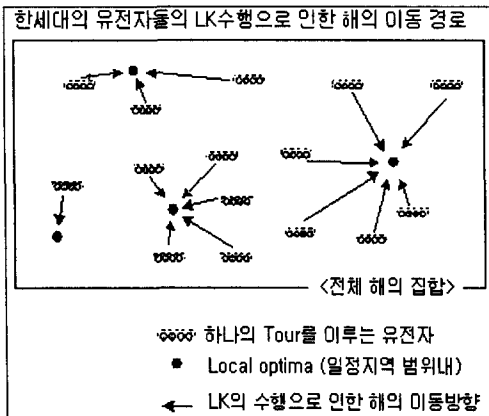 한세대의 유전자들의 LK수행으로 인한 해의 이동 경로
<전체 해의 집합>
하나의 Tour를 이루는 유전자
Local optima (일정지역 범위내)
LK의 수행으로 인한 해의 이동방향